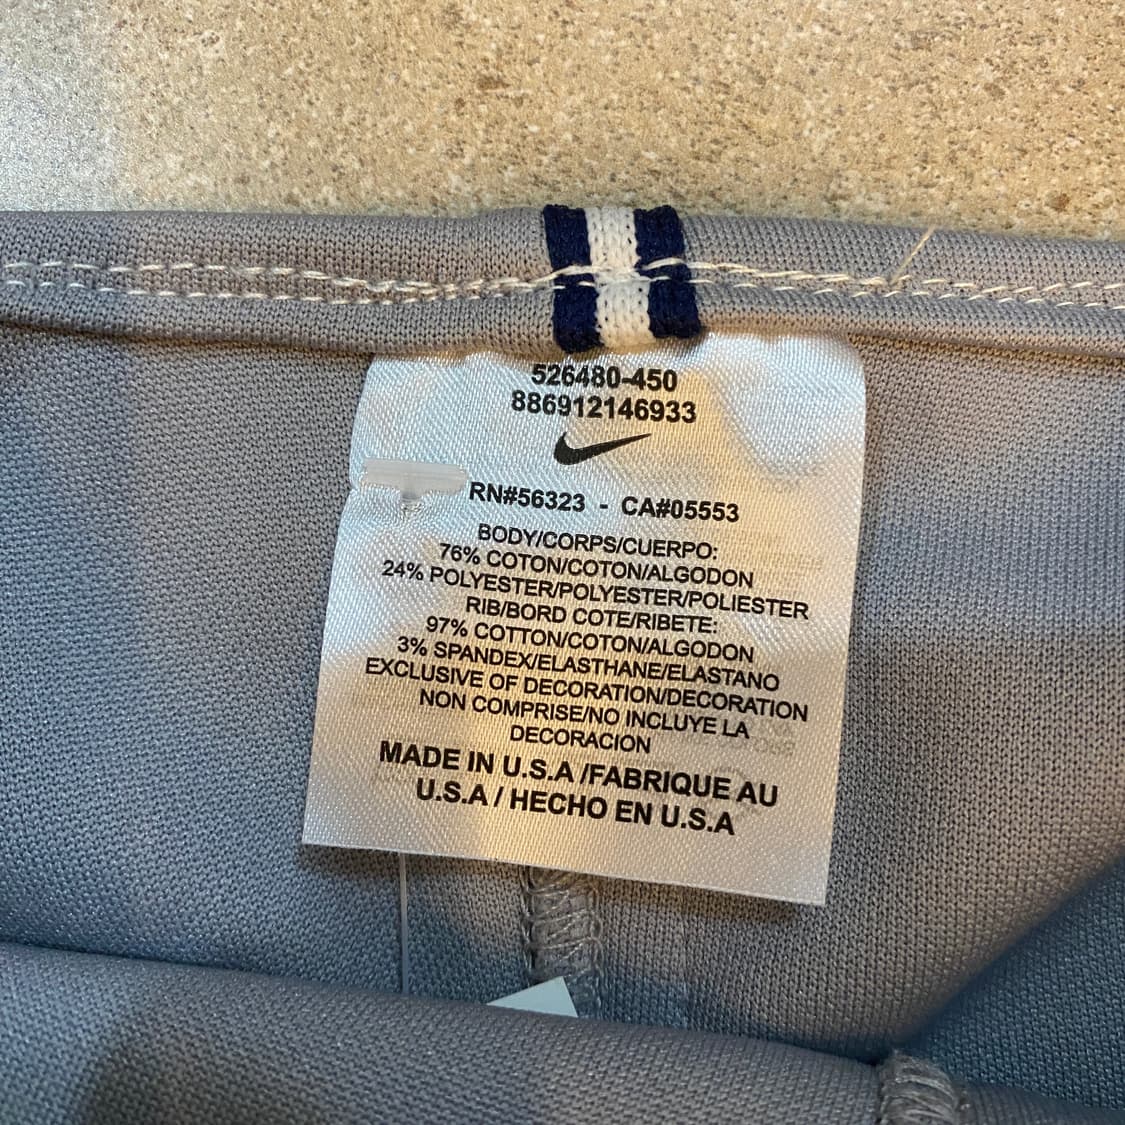 526480-450
886912146933
RN#56323 - CA#05553
BODY/CORPS/CUERPO:
76% COTON/COTON/ALGODON
24% POLYESTER/POLYESTER/POLIESTER
RIB/BORD COTE/RIBETE:
97% COTTON/COTON/ALGODON
3% SPANDEX/ELASTHANE/ELASTANO
EXCLUSIVE OF DECORATION/DECORATION
NON COMPRISE/NO INCLUYE LA
DECORACION
MADE IN U.S.A /FABRIQUE AU
U.S.A / HECHO EN U.S.A